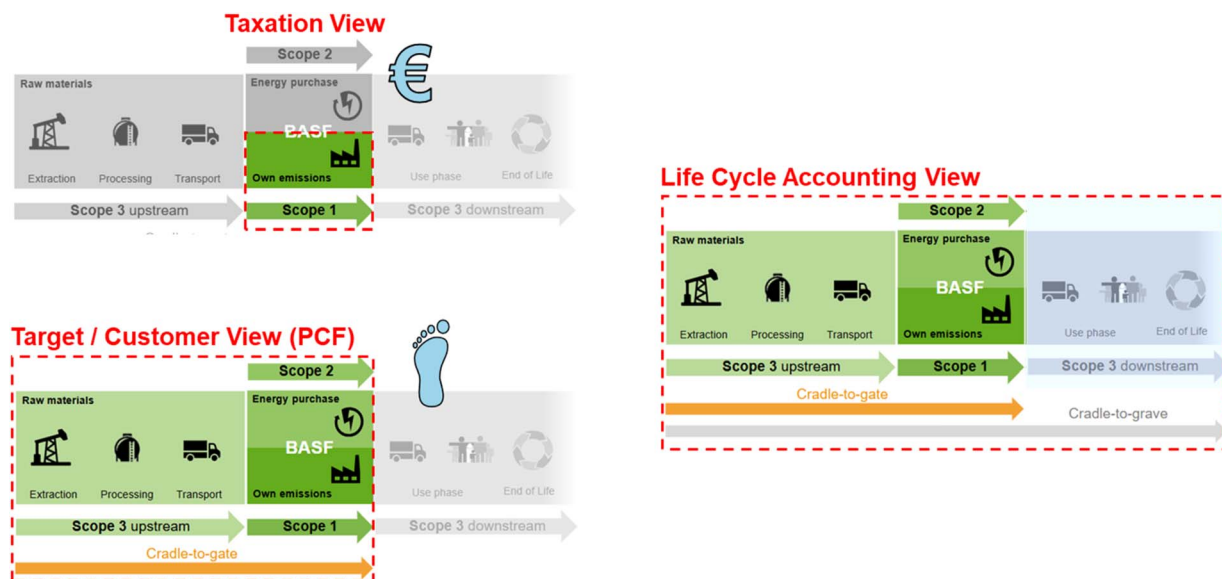 Taxation View
Scope 2
€
Raw materials
Energy purchase
BASF
Extraction
Processing
Transport
Own emissions
Use phase
End of Life
Scope 3 upstream
Scope 1
Scope 3 downstream
Target / Customer View (PCF)
Scope 2
Raw materials
Energy purchase
BASF
Extraction
Processing
Transport
Own emissions
Use phase
End of Life
Scope 3 upstream
Scope 1
Scope 3 downstream
Cradle-to-gate
Life Cycle Accounting View
Scope 2
Raw materials
Energy purchase
BASF
Extraction
Processing
Transport
Own emissions
Use phase
End of Life
Scope 3 upstream
Scope 1
Scope 3 downstream
Cradle-to-gate
Cradle-to-grave